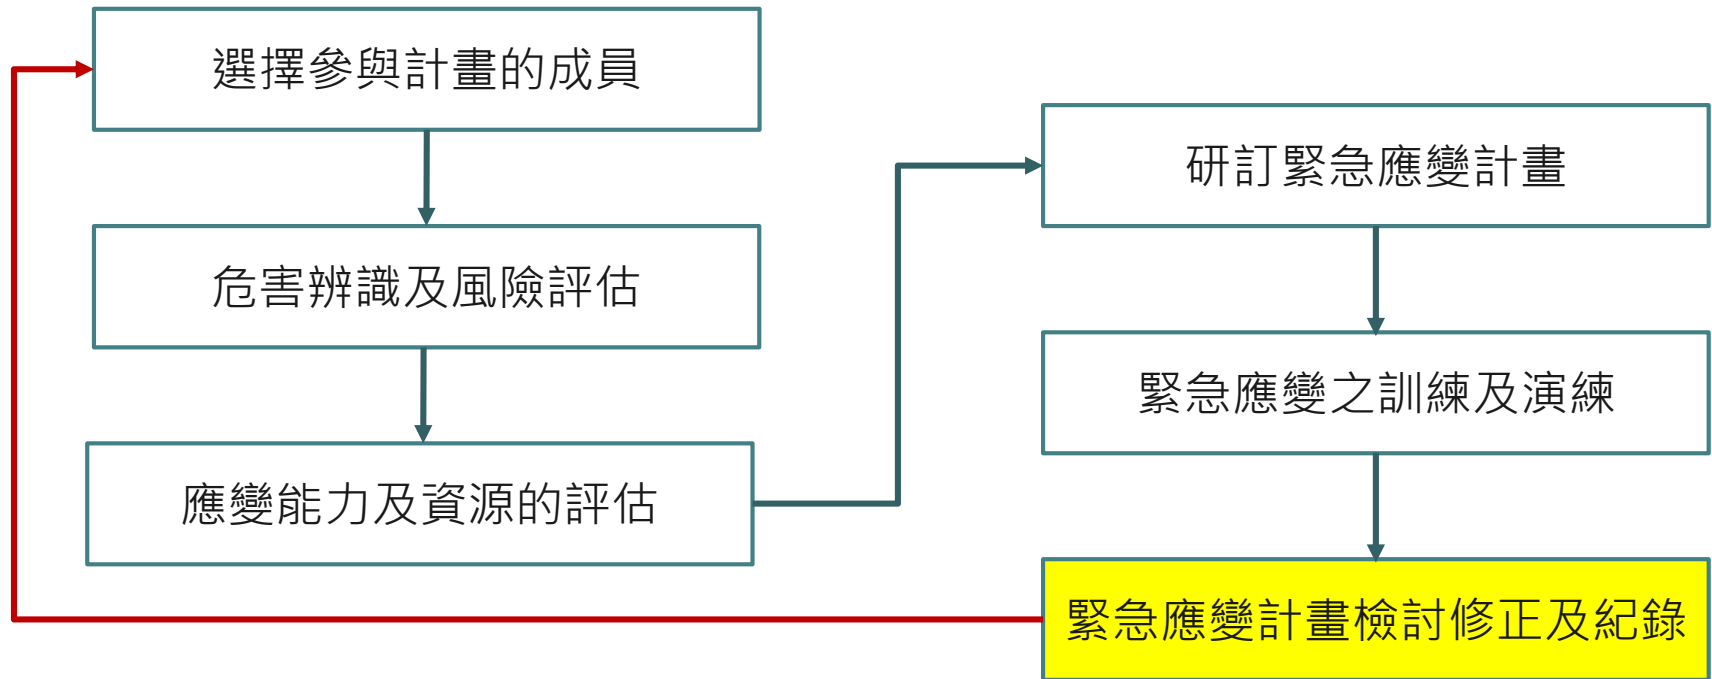 選擇參與計畫的成員
危害辨識及風險評估
應變能力及資源的評估
研訂緊急應變計畫
緊急應變之訓練及演練
緊急應變計畫檢討修正及紀錄